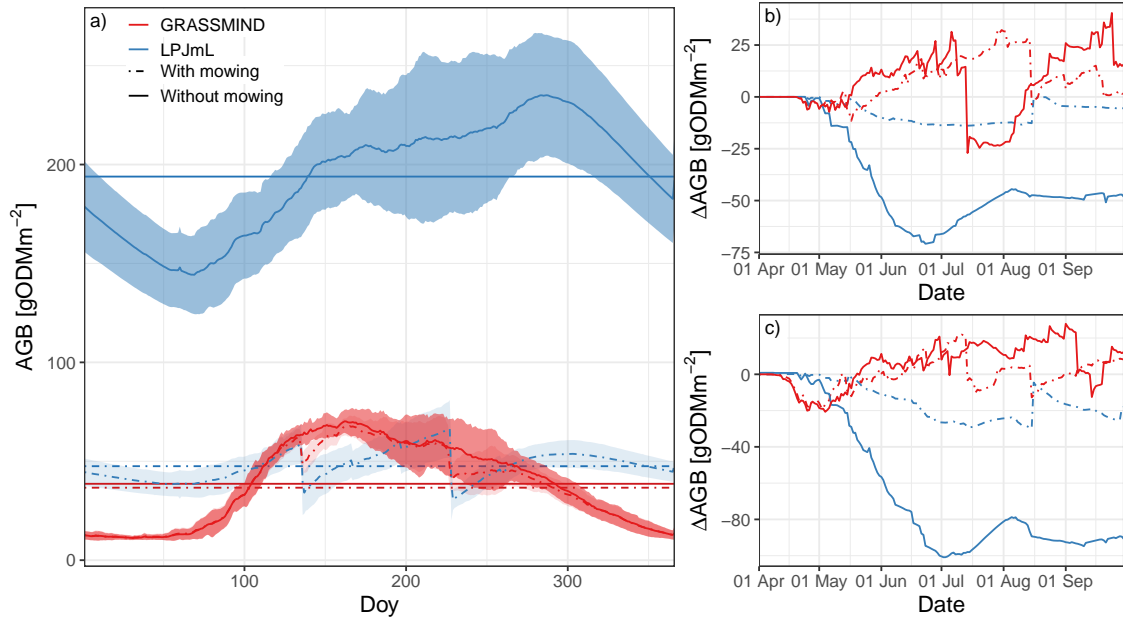 a)
GRASSMIND
LPJmL
With mowing
Without mowing
AGB [gODMm⁻²]
200
100
0
100
200
300
Doy
b)
ΔAGB [gODMm⁻²]
25
0
−25
−50
−75
01 Apr 01 May 01 Jun 01 Jul 01 Aug 01 Sep
Date
c)
ΔAGB [gODMm⁻²]
0
−40
−80
01 Apr 01 May 01 Jun 01 Jul 01 Aug 01 Sep
Date